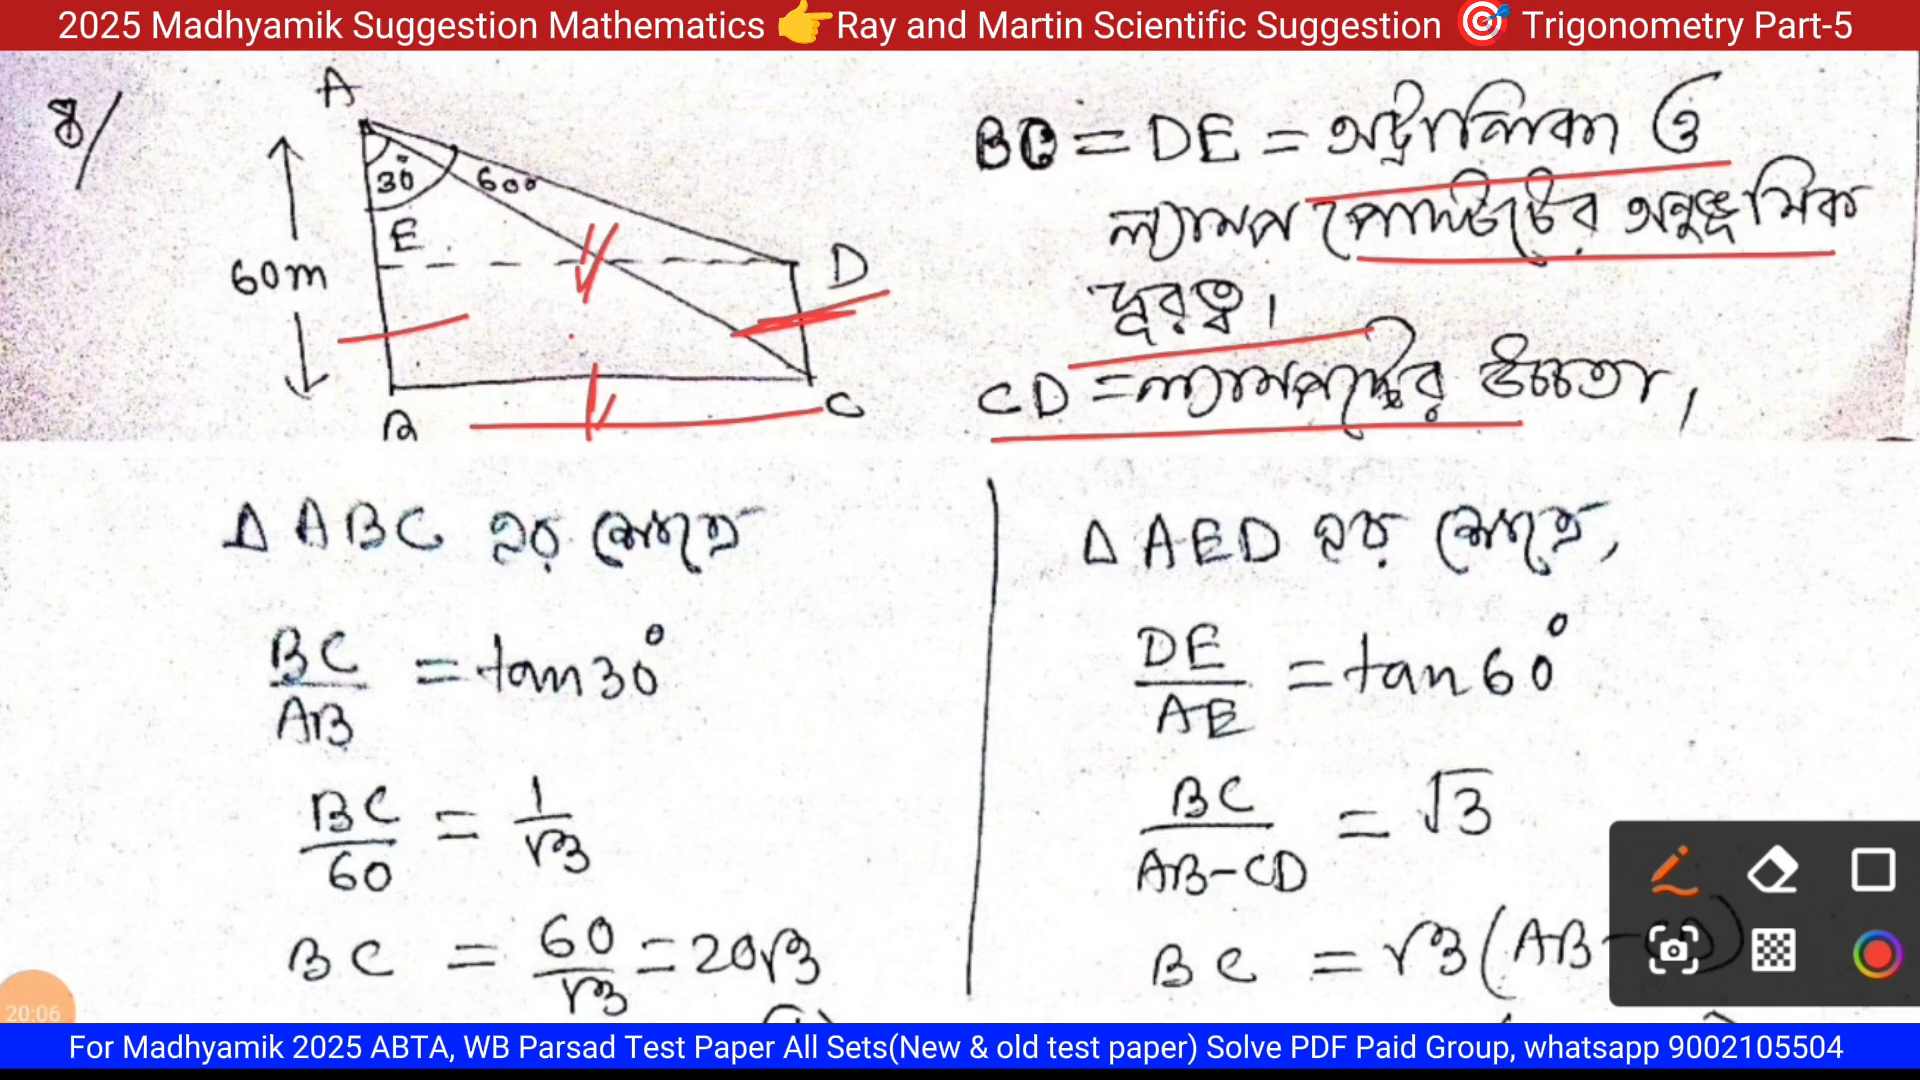 2025 Madhyamik Suggestion Mathematics 👉Ray and Martin Scientific Suggestion 🎯 Trigonometry Part-5
8/
A
30°
60°
E
D
60m
B
C
BC = DE = অট্টালিকা ও
ল্যাম্প পোস্টটির অনুভূমিক
দূরত্ব।
CD = ল্যাম্পপোস্টের উচ্চতা,
Δ ABC এর ক্ষেত্রে
BC/AB = tan30°
BC/60 = 1/√3
BC = 60/√3 = 20√3
Δ AED এর ক্ষেত্রে,
DE/AE = tan60°
BC/AB-CD = √3
BC = √3(AB-
20:06
For Madhyamik 2025 ABTA, WB Parsad Test Paper All Sets(New & old test paper) Solve PDF Paid Group, whatsapp 9002105504